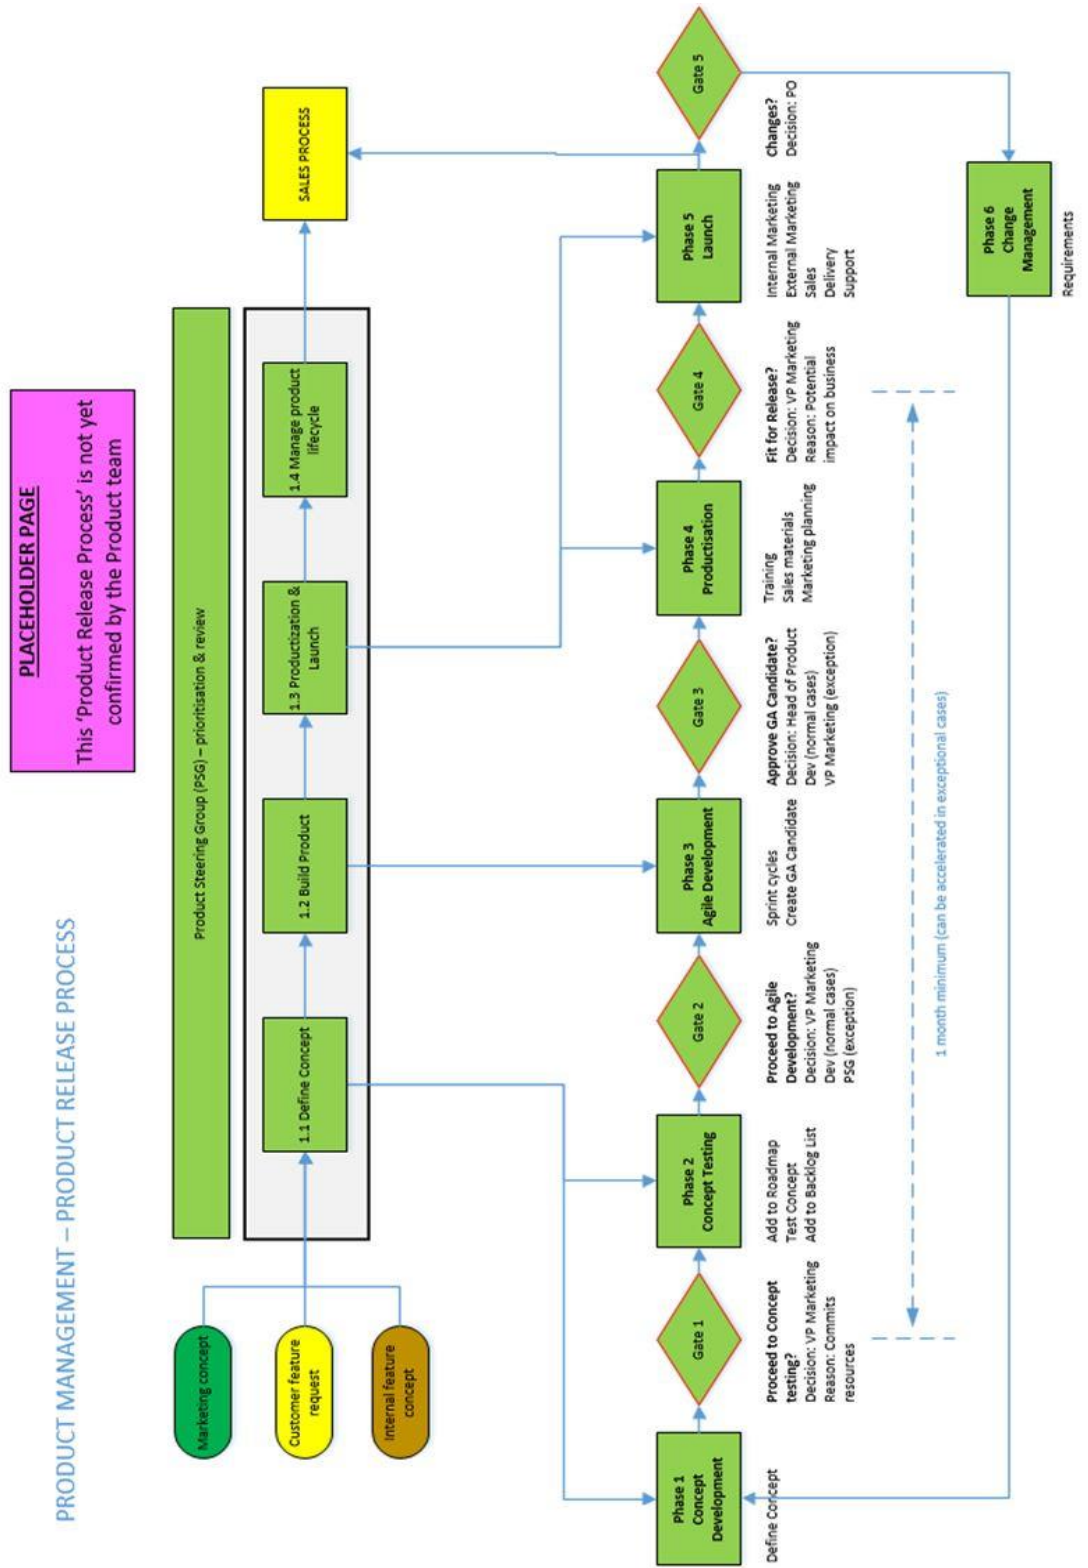 PRODUCT MANAGEMENT – PRODUCT RELEASE PROCESS
PLACEHOLDER PAGE
This 'Product Release Process' is not yet
confirmed by the Product team
Product Steering Group (PSG) – prioritisation & review
Marketing concept
Customer feature
request
Internal feature
concept
1.1 Define Concept
1.2 Build Product
1.3 Productization &
Launch
1.4 Manage product
lifecycle
SALES PROCESS
Phase 1
Concept
Development
Define Concept
Gate 1
Proceed to Concept
testing?
Decision: VP Marketing
Reason: Commits
resources
Phase 2
Concept Testing
Add to Roadmap
Test Concept
Add to Backlog List
Gate 2
Proceed to Agile
Development?
Decision: VP Marketing
Dev (normal cases)
PSG (exception)
Phase 3
Agile Development
Sprint cycles
Create GA Candidate
Gate 3
Approve GA Candidate?
Decision: Head of Product
Dev (normal cases)
VP Marketing (exception)
Phase 4
Productisation
Training
Sales materials
Marketing planning
Gate 4
Fit for Release?
Decision: VP Marketing
Reason: Potential
impact on business
Phase 5
Launch
Internal Marketing
External Marketing
Sales
Delivery
Support
Gate 5
Changes?
Decision: PO
Phase 6
Change
Management
Requirements
1 month minimum (can be accelerated in exceptional cases)